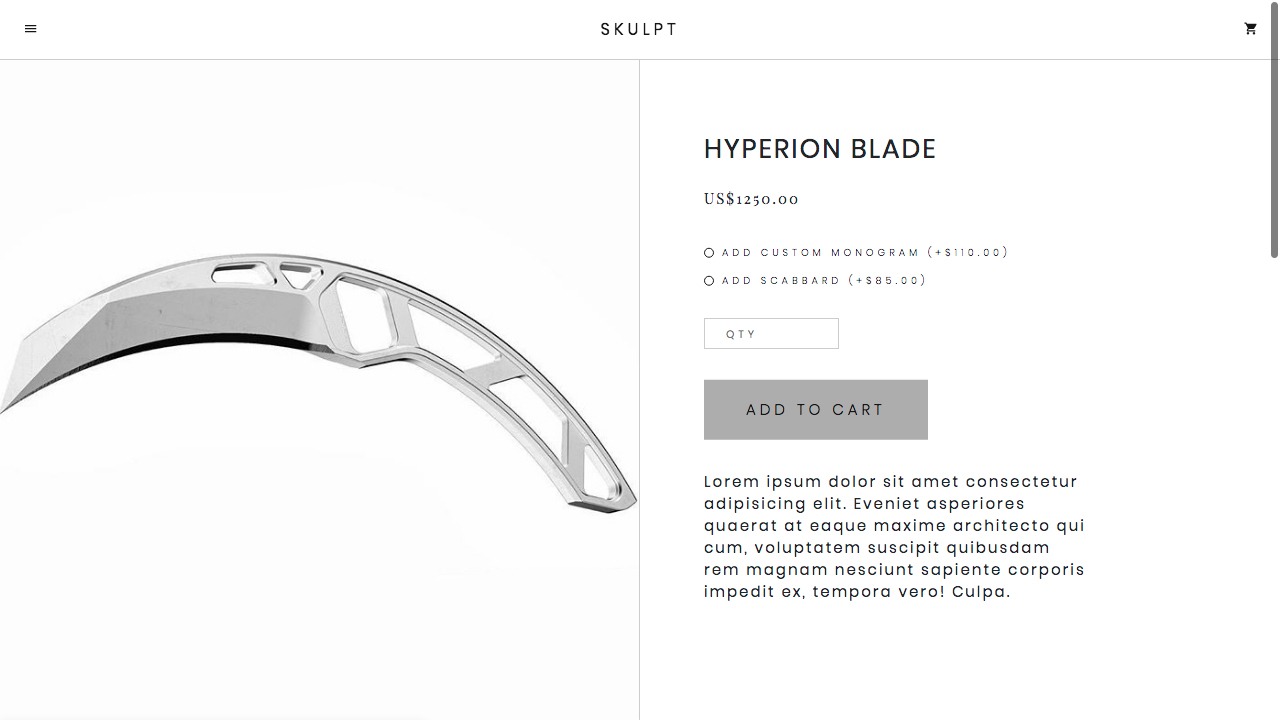 SKULPT
HYPERION BLADE
US$1250.00
ADD CUSTOM MONOGRAM (+$110.00)
ADD SCABBARD (+$85.00)
QTY
ADD TO CART
Lorem ipsum dolor sit amet consectetur
adipisicing elit. Eveniet asperiores
quaerat at eaque maxime architecto qui
cum, voluptatem suscipit quibusdam
rem magnam nesciunt sapiente corporis
impedit ex, tempora vero! Culpa.